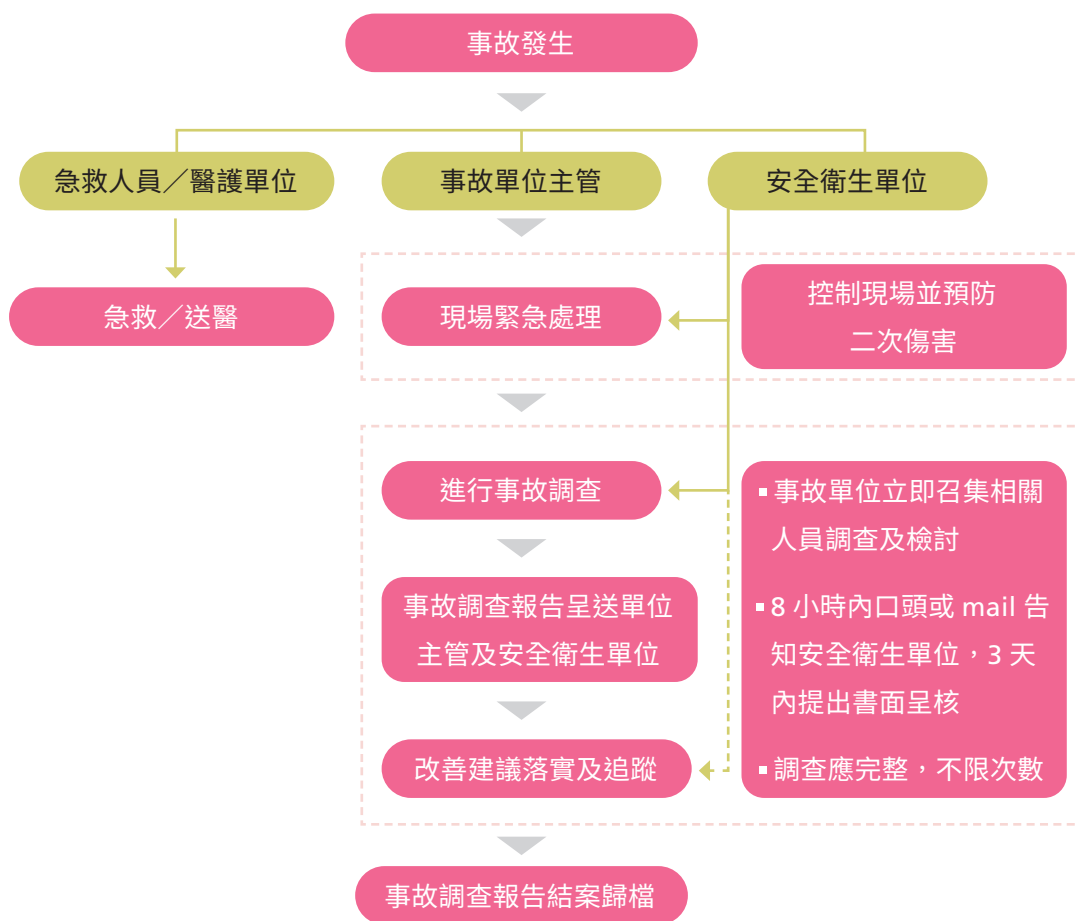 事故發生
急救人員／醫護單位
事故單位主管
安全衛生單位
急救／送醫
現場緊急處理
控制現場並預防
二次傷害
進行事故調查
事故調查報告呈送單位
主管及安全衛生單位
改善建議落實及追蹤
▪事故單位立即召集相關
人員調查及檢討
▪8 小時內口頭或 mail 告
知安全衛生單位，3 天
內提出書面呈核
▪調查應完整，不限次數
事故調查報告結案歸檔